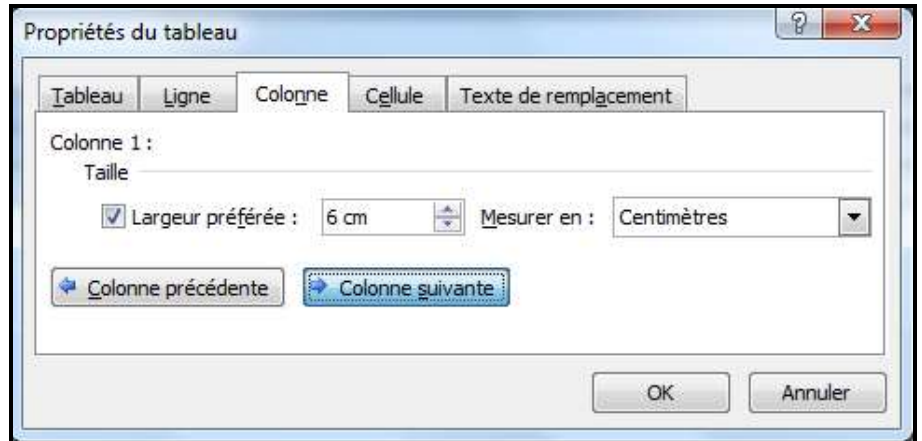 Propriétés du tableau
Tableau Ligne Colonne Cellule Texte de remplacement
Colonne 1 :
Taille
Largeur préférée : 6 cm Mesurer en : Centimètres
Colonne précédente Colonne suivante
OK Annuler